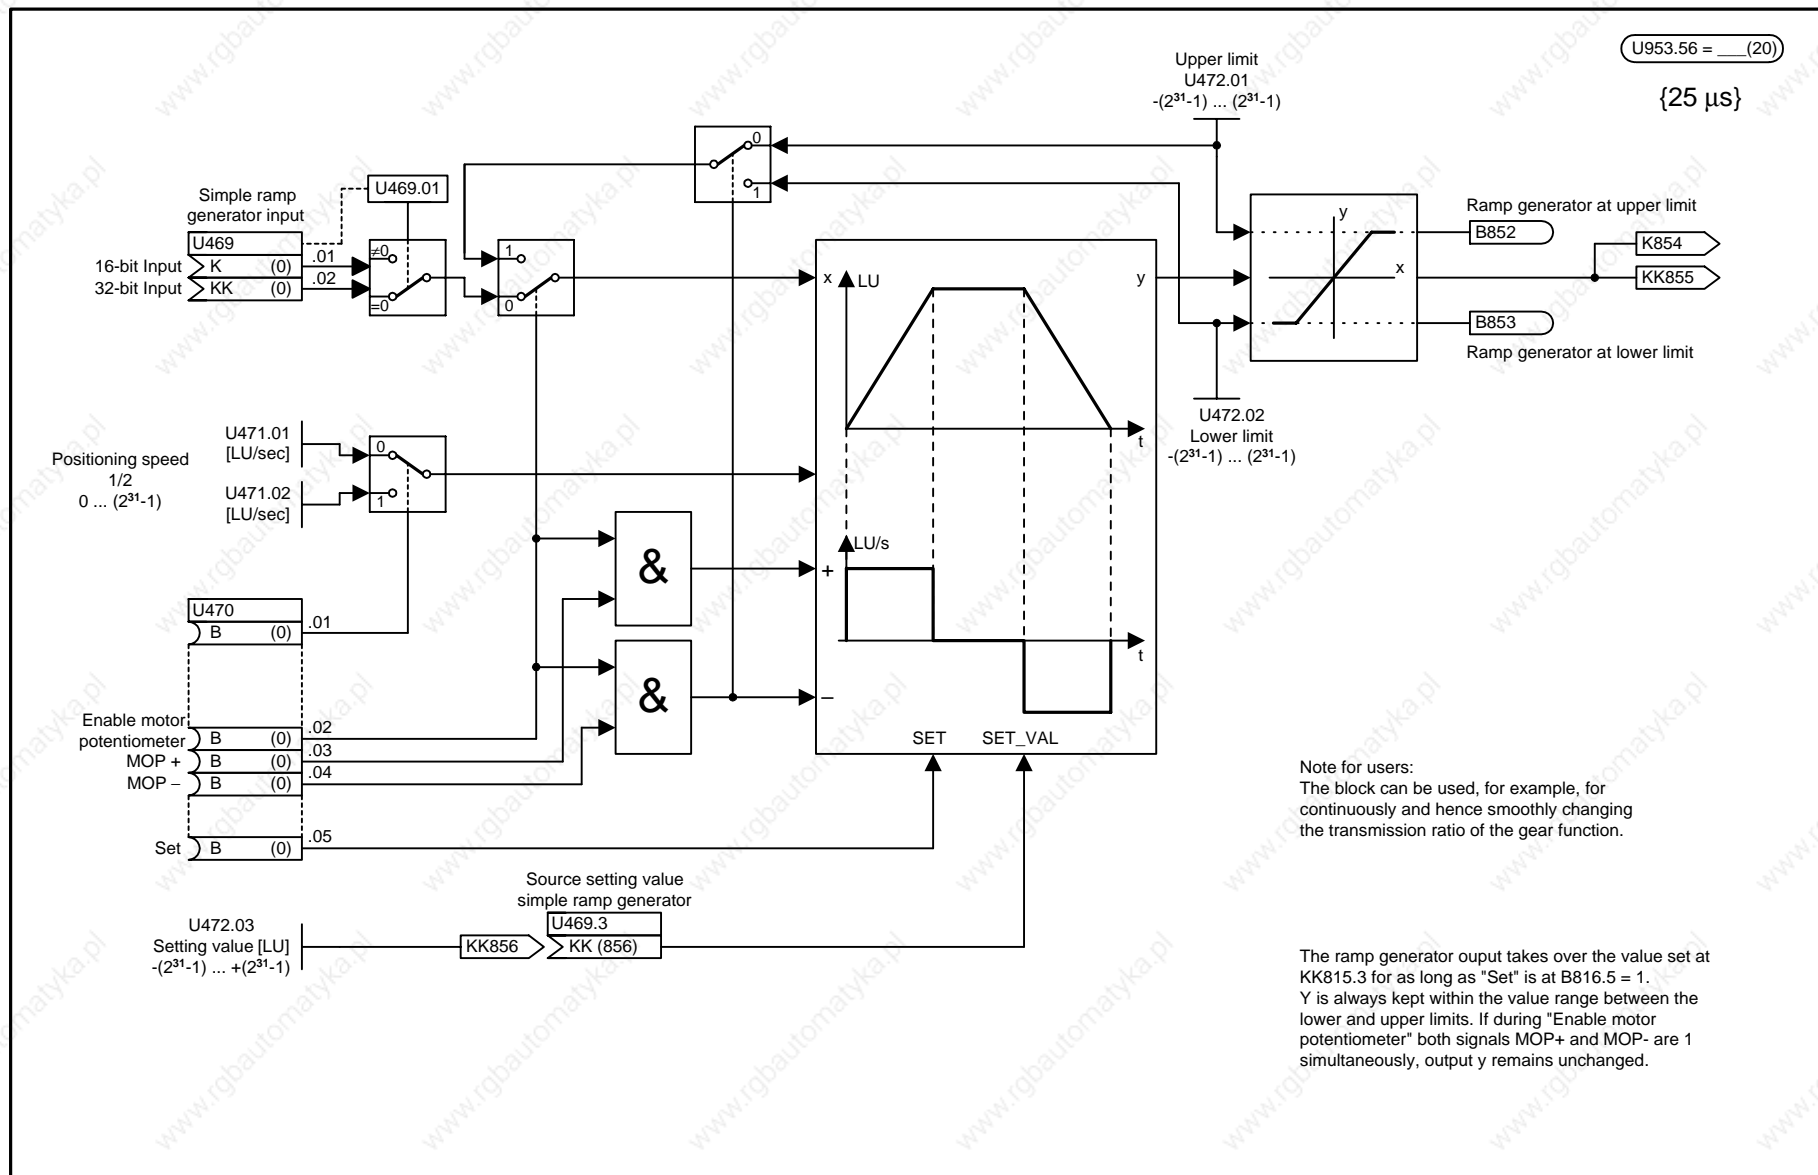 U953.56 = ___(20)
{25 μs}
Upper limit
U472.01
-(2³¹-1) ... (2³¹-1)
0
1
Simple ramp
generator input
U469.01
U469
16-bit Input
K (0)
.01
32-bit Input
KK (0)
.02
≠0
=0
1
0
x
LU
y
t
y
x
Ramp generator at upper limit
B852
K854
KK855
B853
Ramp generator at lower limit
U472.02
Lower limit
-(2³¹-1) ... (2³¹-1)
Positioning speed
1/2
0 ... (2³¹-1)
U471.01
[LU/sec]
U471.02
[LU/sec]
0
1
&
+
LU/s
t
&
–
SET
SET_VAL
U470
B (0)
.01
Enable motor
potentiometer
B (0)
.02
MOP +
B (0)
.03
MOP –
B (0)
.04
Set
B (0)
.05
Source setting value
simple ramp generator
U469.3
KK856
KK (856)
U472.03
Setting value [LU]
-(2³¹-1) ... +(2³¹-1)
Note for users:
The block can be used, for example, for
continuously and hence smoothly changing
the transmission ratio of the gear function.
The ramp generator ouput takes over the value set at
KK815.3 for as long as "Set" is at B816.5 = 1.
Y is always kept within the value range between the
lower and upper limits. If during "Enable motor
potentiometer" both signals MOP+ and MOP- are 1
simultaneously, output y remains unchanged.
www.rgbautomatyka.pl